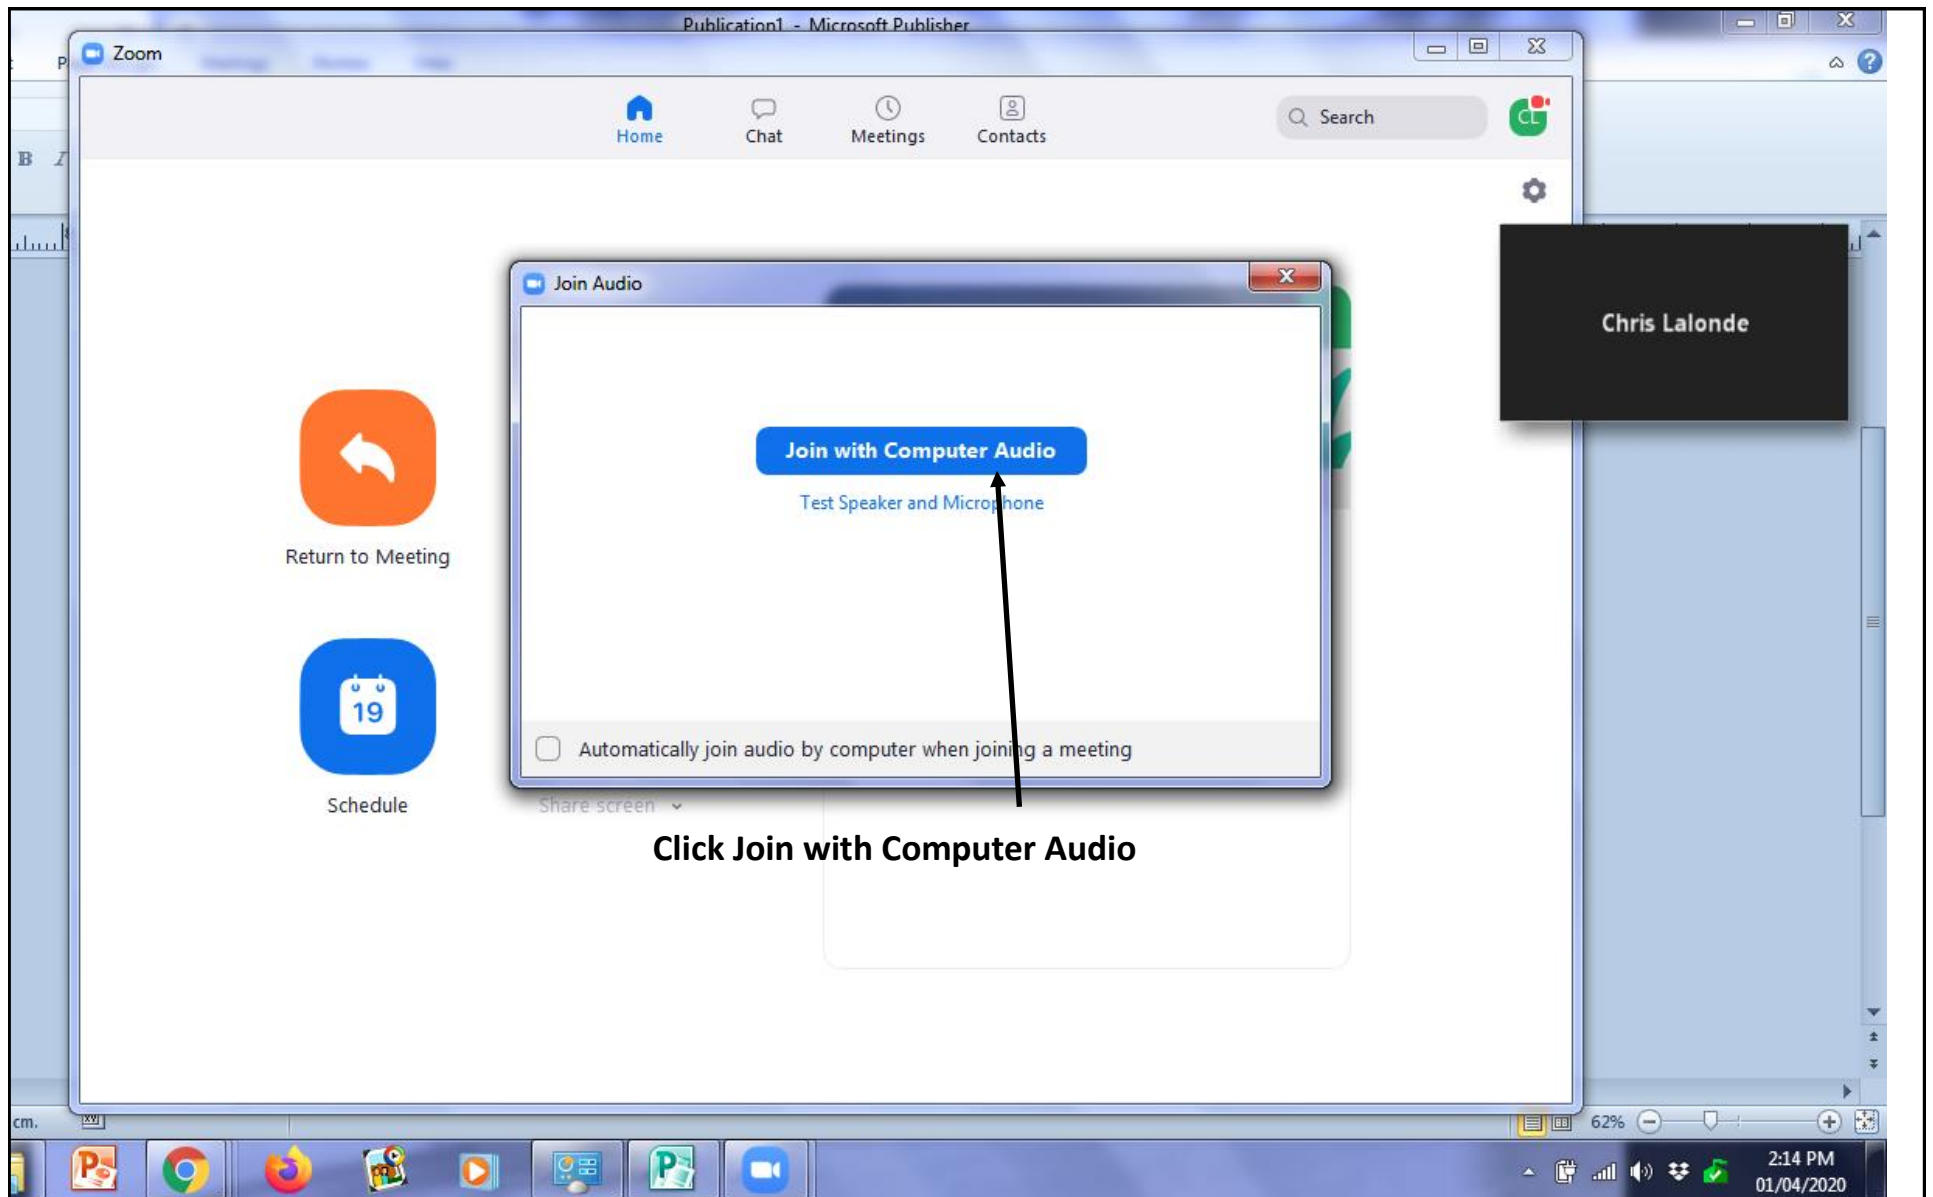 Publication1 - Microsoft Publisher
Zoom
P
Home
Chat
Meetings
Contacts
Search
CL
B I
Join Audio
Chris Lalonde
Join with Computer Audio
Test Speaker and Microphone
Return to Meeting
19
Automatically join audio by computer when joining a meeting
Schedule
Share screen
Click Join with Computer Audio
cm.
62%
2:14 PM
01/04/2020